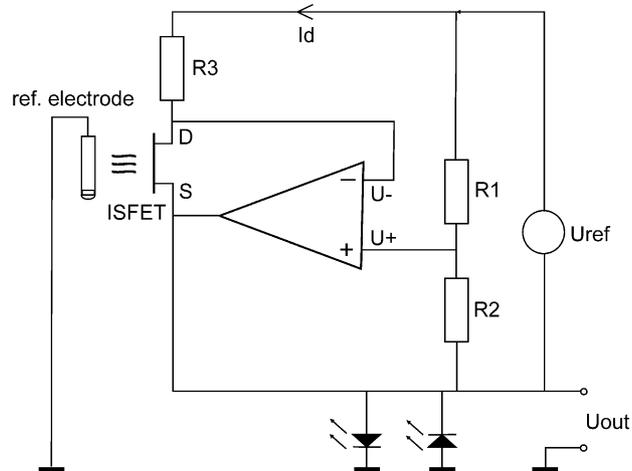 Id
R3
ref. electrode
D
S
ISFET
−
U-
+
U+
R1
R2
Uref
Uout